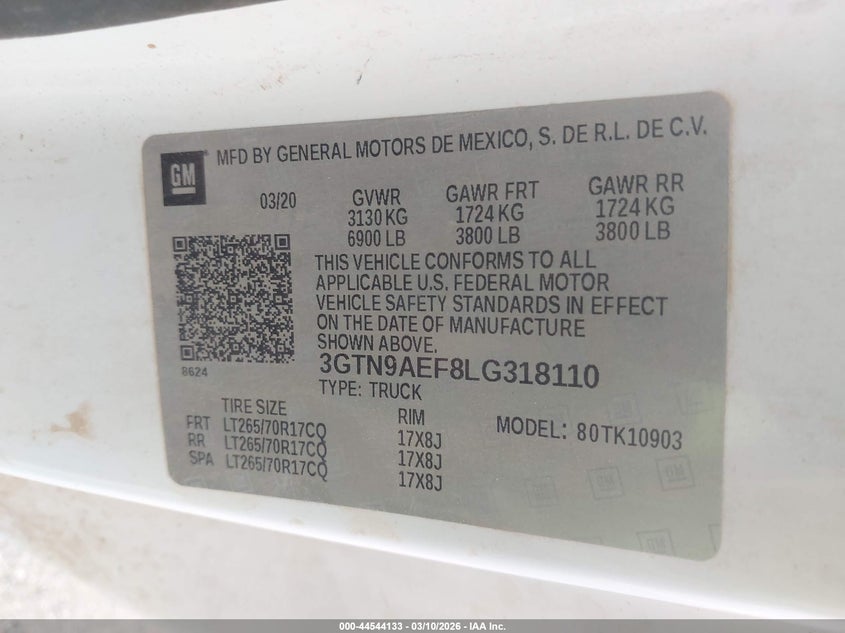 GM
MFD BY GENERAL MOTORS DE MEXICO, S. DE R.L. DE C.V.
03/20 GVWR GAWR FRT GAWR RR
3130 KG 1724 KG 1724 KG
6900 LB 3800 LB 3800 LB
THIS VEHICLE CONFORMS TO ALL
APPLICABLE U.S. FEDERAL MOTOR
VEHICLE SAFETY STANDARDS IN EFFECT
ON THE DATE OF MANUFACTURE
SHOWN ABOVE.
8624
3GTN9AEF8LG318110
TYPE: TRUCK
TIRE SIZE RIM MODEL: 80TK10903
FRT LT265/70R17CQ 17X8J
RR LT265/70R17CQ 17X8J
SPA LT265/70R17CQ 17X8J
000-44544133 — 03/10/2026 — IAA Inc.